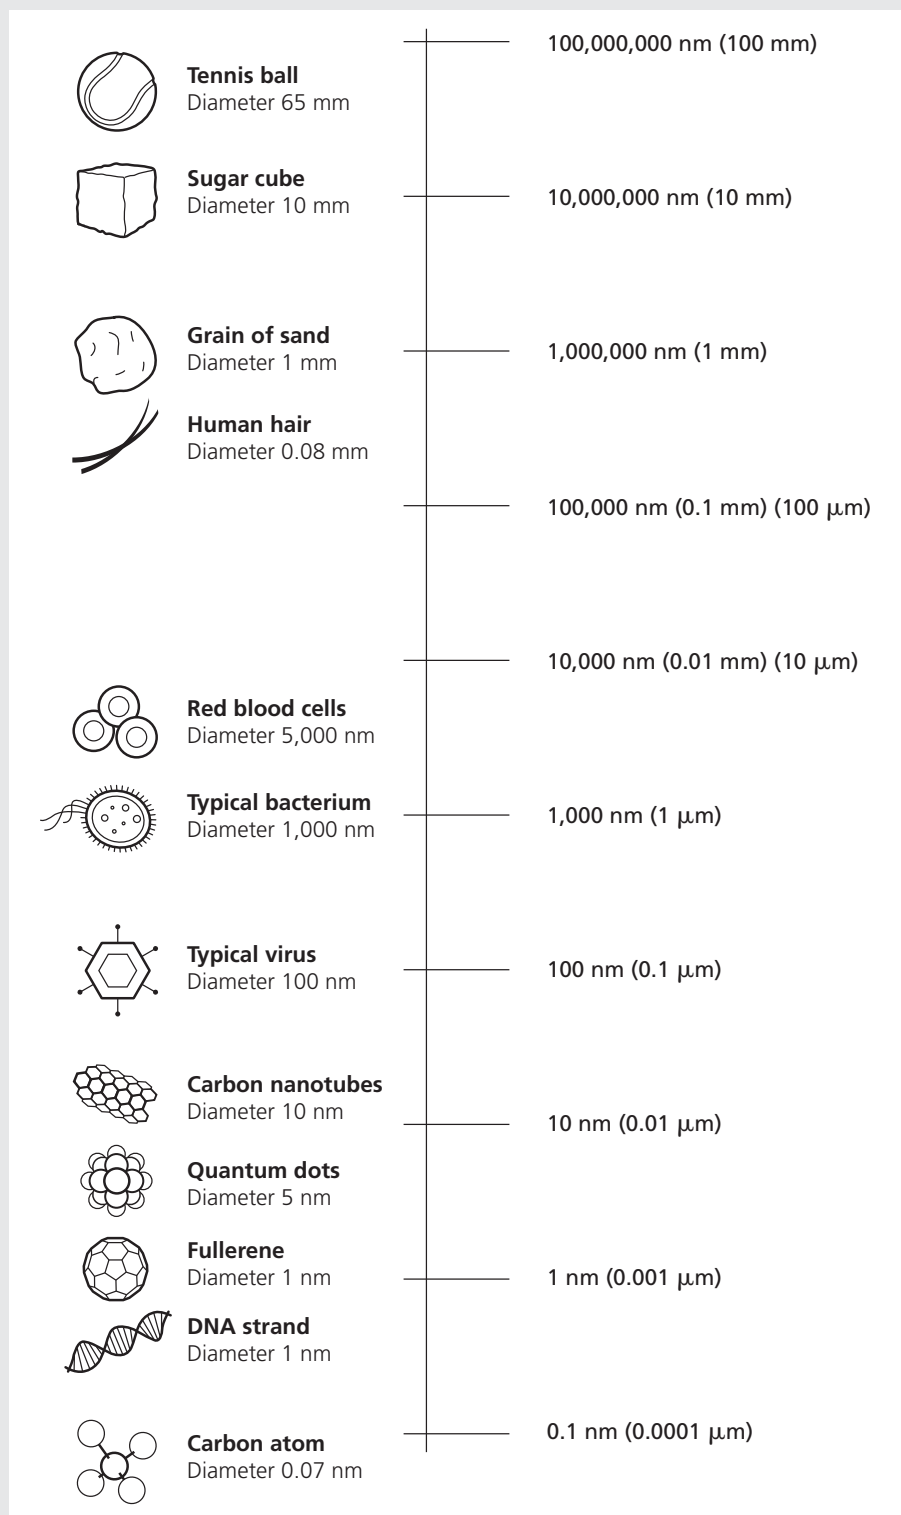 100,000,000 nm (100 mm)
Tennis ball
Diameter 65 mm
Sugar cube
Diameter 10 mm
10,000,000 nm (10 mm)
Grain of sand
Diameter 1 mm
1,000,000 nm (1 mm)
Human hair
Diameter 0.08 mm
100,000 nm (0.1 mm) (100 μm)
10,000 nm (0.01 mm) (10 μm)
Red blood cells
Diameter 5,000 nm
Typical bacterium
Diameter 1,000 nm
1,000 nm (1 μm)
Typical virus
Diameter 100 nm
100 nm (0.1 μm)
Carbon nanotubes
Diameter 10 nm
10 nm (0.01 μm)
Quantum dots
Diameter 5 nm
Fullerene
Diameter 1 nm
1 nm (0.001 μm)
DNA strand
Diameter 1 nm
0.1 nm (0.0001 μm)
Carbon atom
Diameter 0.07 nm